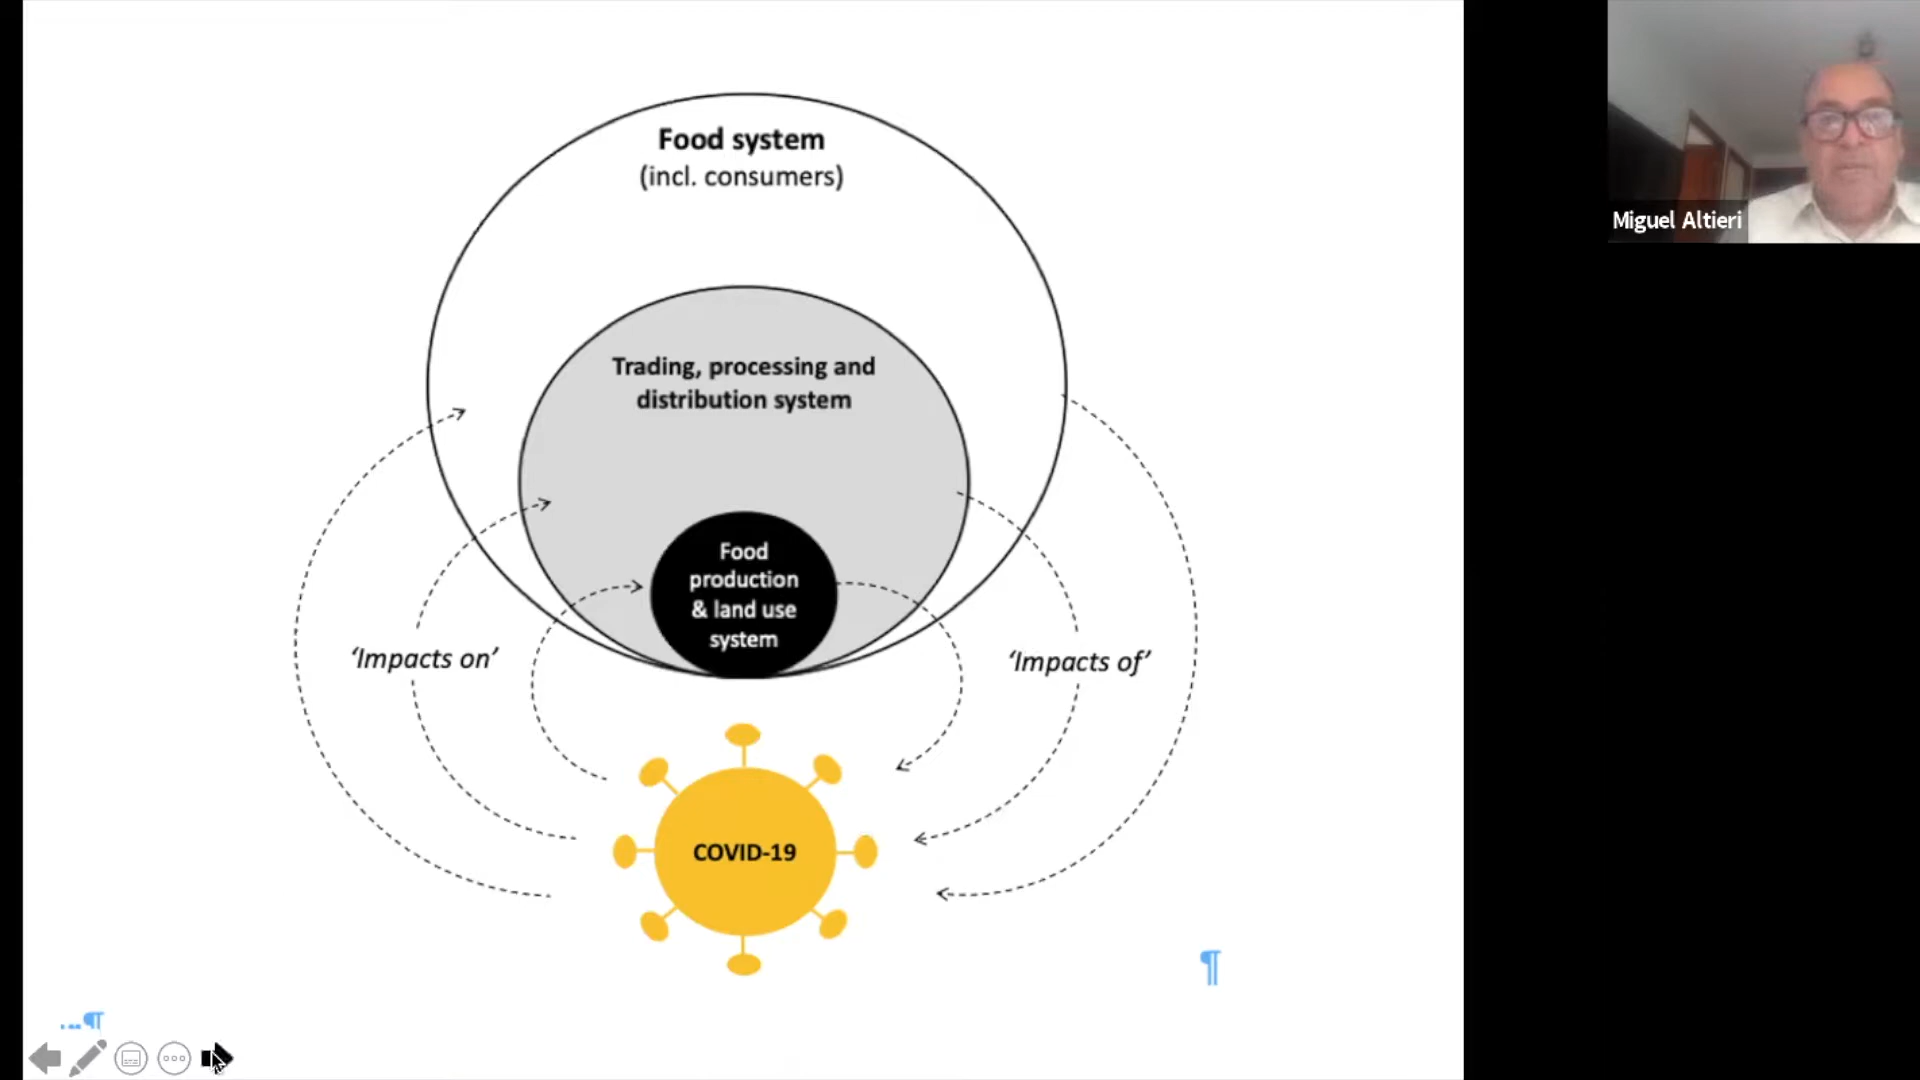 Food system
(incl. consumers)
Trading, processing and
distribution system
Food
production
& land use
system
‘Impacts on’
‘Impacts of’
COVID-19
¶
...¶
Miguel Altieri